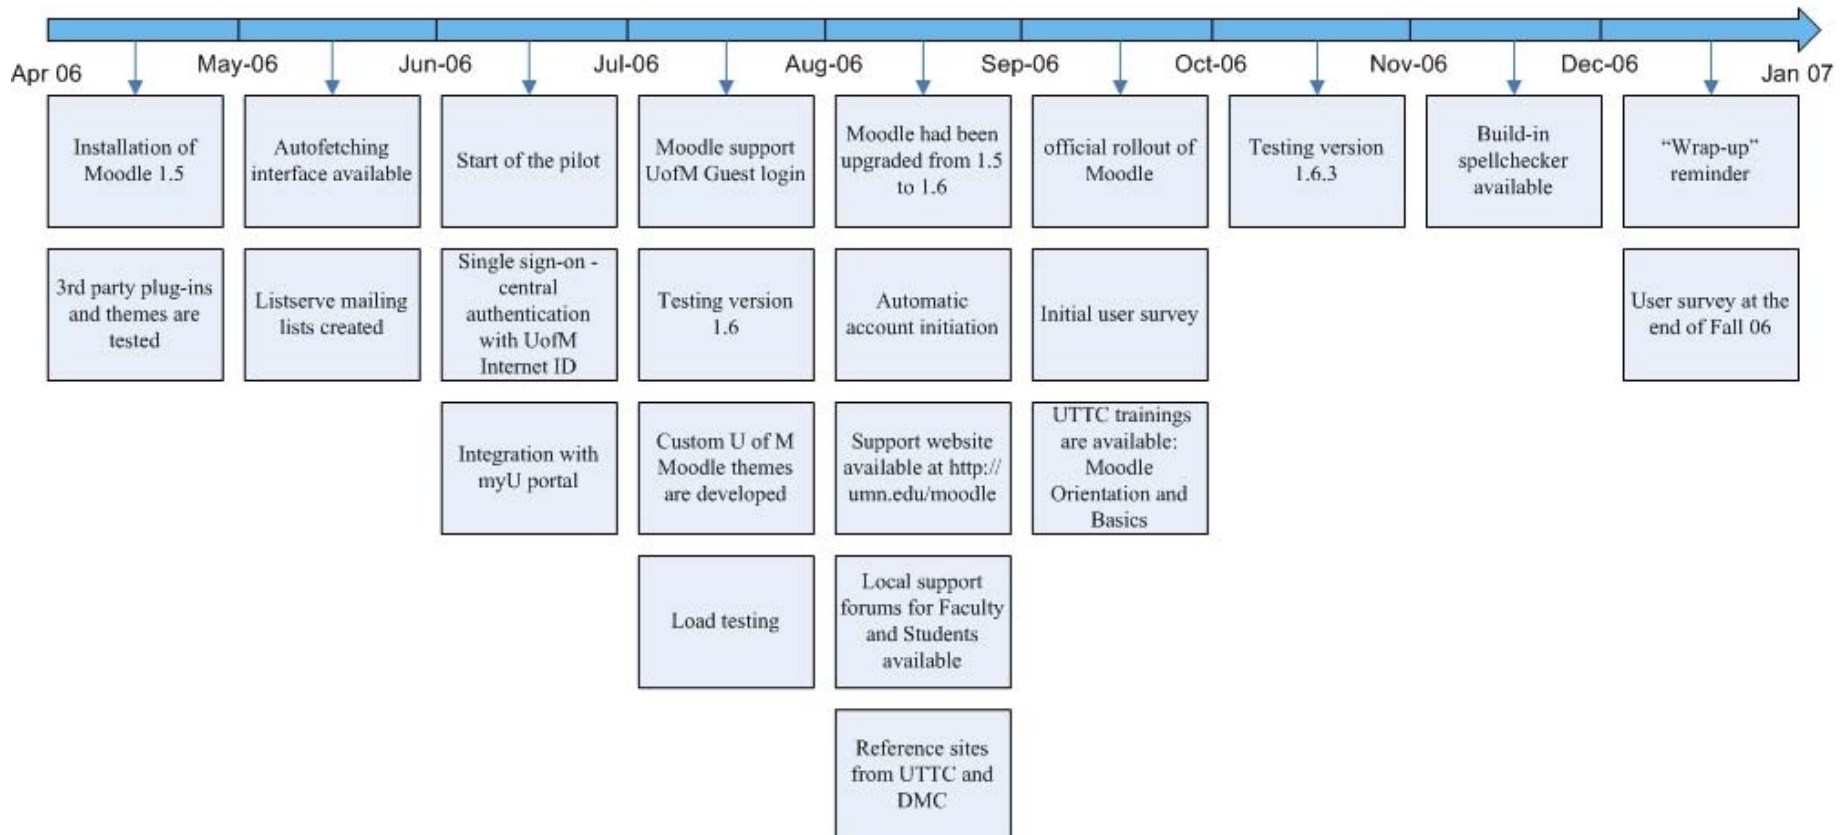 Apr 06
May-06
Jun-06
Jul-06
Aug-06
Sep-06
Oct-06
Nov-06
Dec-06
Jan 07
Installation of
Moodle 1.5
3rd party plug-ins
and themes are
tested
Autofetching
interface available
Listserve mailing
lists created
Start of the pilot
Single sign-on -
central
authentication
with UofM
Internet ID
Integration with
myU portal
Moodle support
UofM Guest login
Testing version
1.6
Custom U of M
Moodle themes
are developed
Load testing
Moodle had been
upgraded from 1.5
to 1.6
Automatic
account initiation
Support website
available at http://
umn.edu/moodle
Local support
forums for Faculty
and Students
available
Reference sites
from UTTC and
DMC
official rollout of
Moodle
Initial user survey
UTTC trainings
are available:
Moodle
Orientation and
Basics
Testing version
1.6.3
Build-in
spellchecker
available
“Wrap-up”
reminder
User survey at the
end of Fall 06